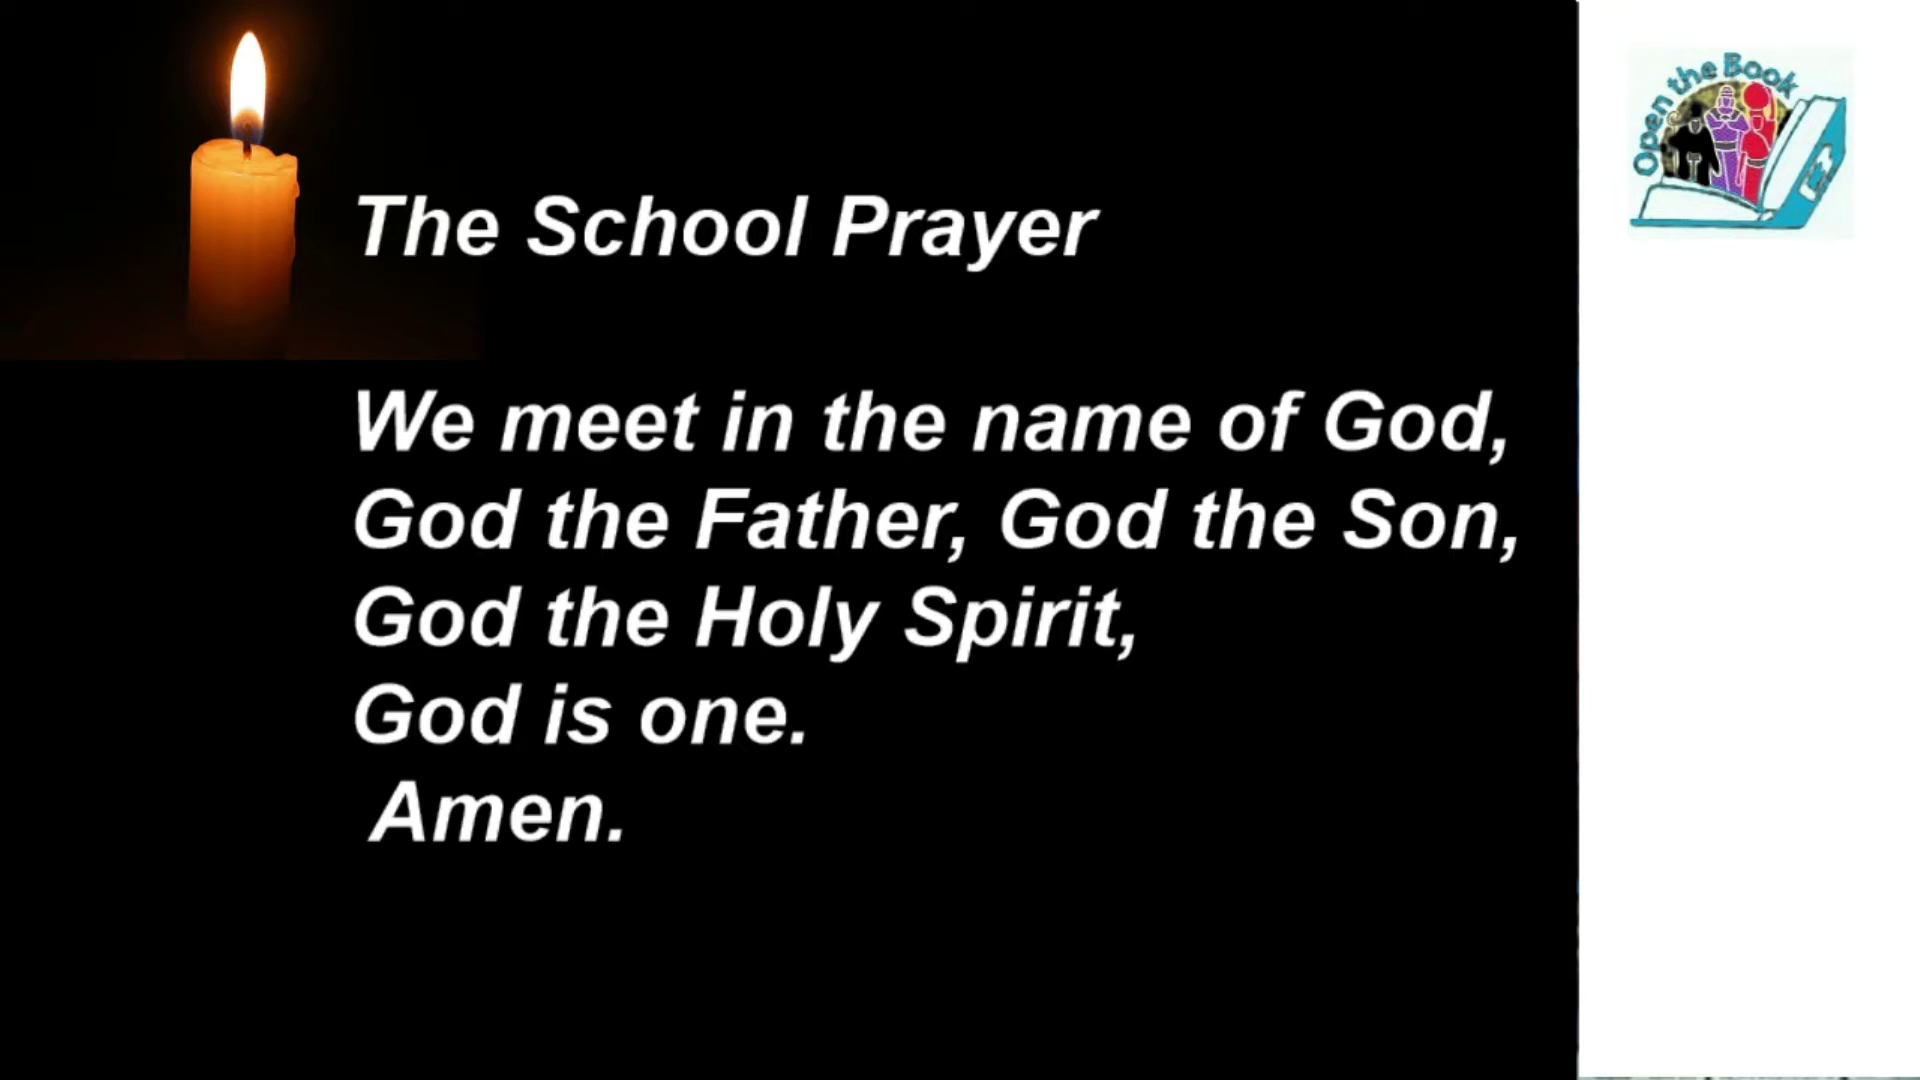 Open the Book
The School Prayer
We meet in the name of God,
God the Father, God the Son,
God the Holy Spirit,
God is one.
Amen.